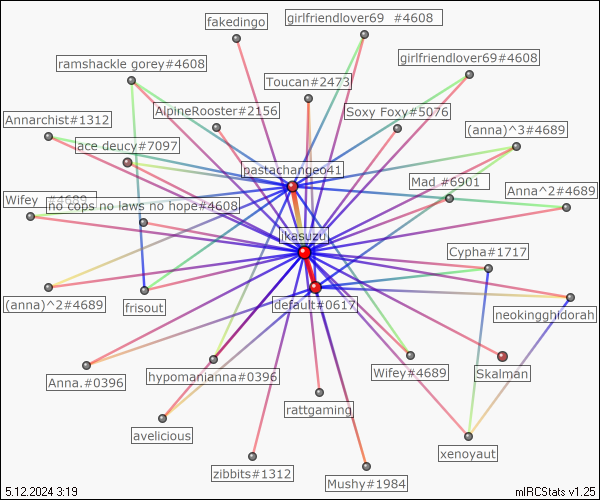 fakedingo
girlfriendlover69 #4608
ramshackle gorey#4608
girlfriendlover69#4608
Toucan#2473
Annarchist#1312
AlpineRooster#2156
Soxy Foxy#5076
(anna)^3#4689
ace deucy#7097
pastachangeo41
Mad #6901
Anna^2#4689
Wifey #4689
no cops no laws no hope#4608
jkasuzu
Cypha#1717
(anna)^2#4689
frisout
default#0617
neokingghidorah
Anna.#0396
hypomanianna#0396
Wifey#4689
Skalman
rattgaming
avelicious
xenoyaut
zibbits#1312
Mushy#1984
5.12.2024 3:19
mIRCStats v1.25